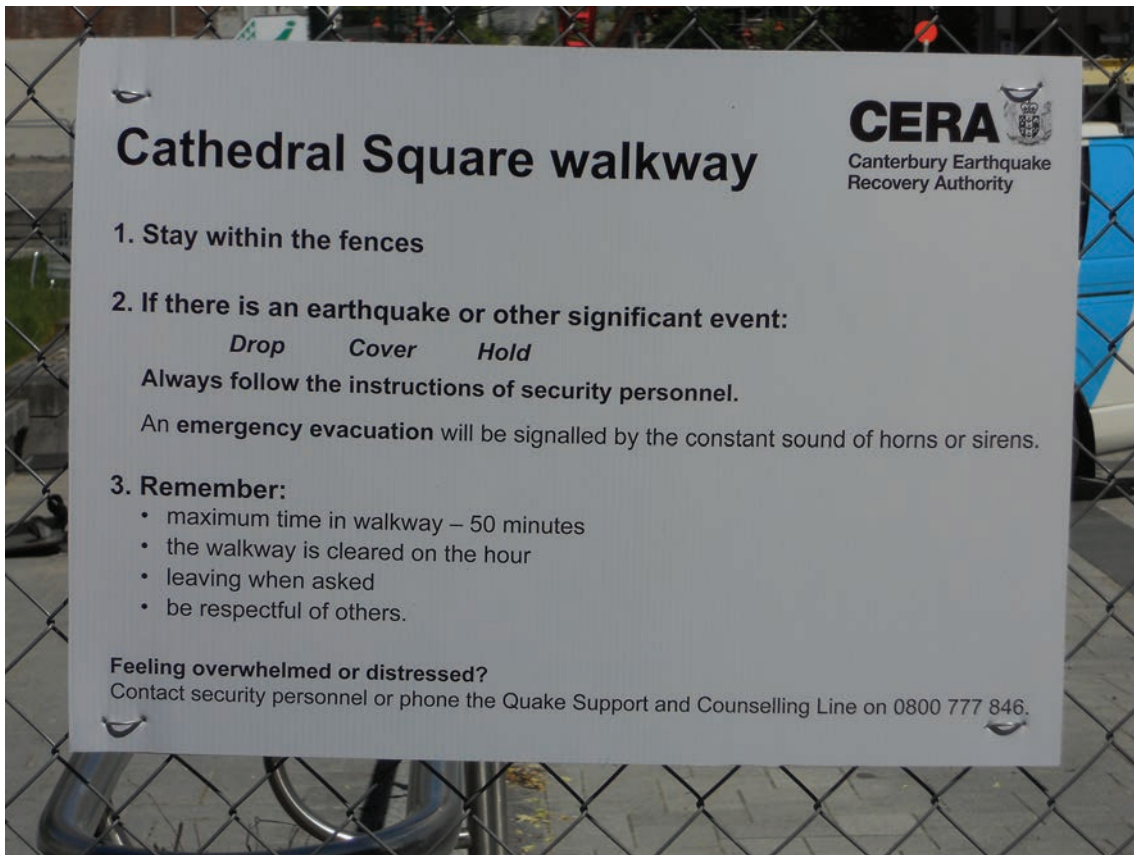 CERA
Canterbury Earthquake
Recovery Authority
Cathedral Square walkway
1. Stay within the fences
2. If there is an earthquake or other significant event:
Drop Cover Hold
Always follow the instructions of security personnel.
An emergency evacuation will be signalled by the constant sound of horns or sirens.
3. Remember:
• maximum time in walkway – 50 minutes
• the walkway is cleared on the hour
• leaving when asked
• be respectful of others.
Feeling overwhelmed or distressed?
Contact security personnel or phone the Quake Support and Counselling Line on 0800 777 846.